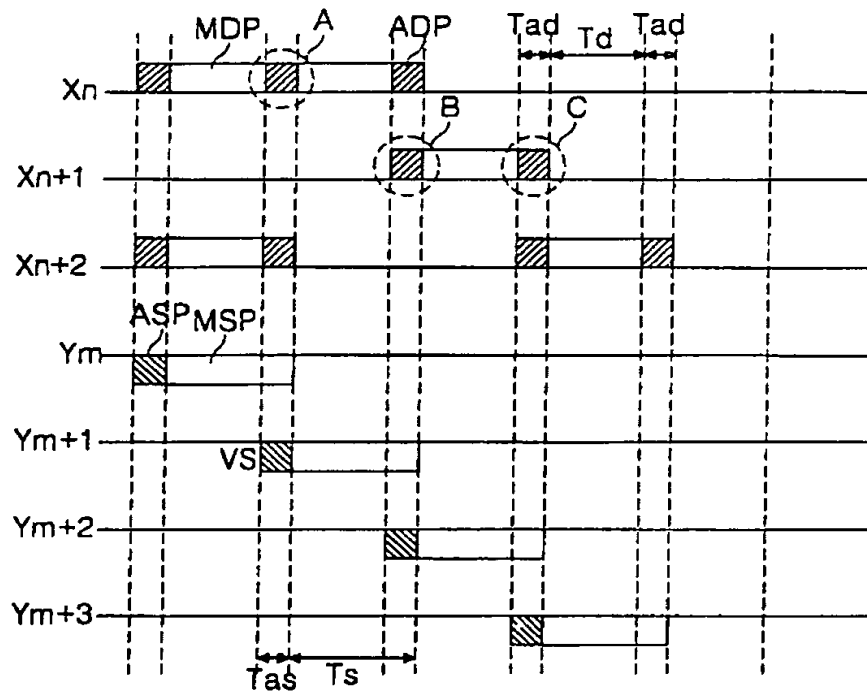 MDP A ADP Tad Td Tad
Xn
B C
Xn+1
Xn+2
ASP MSP
Ym
Ym+1
VS
Ym+2
Ym+3
Tas Ts